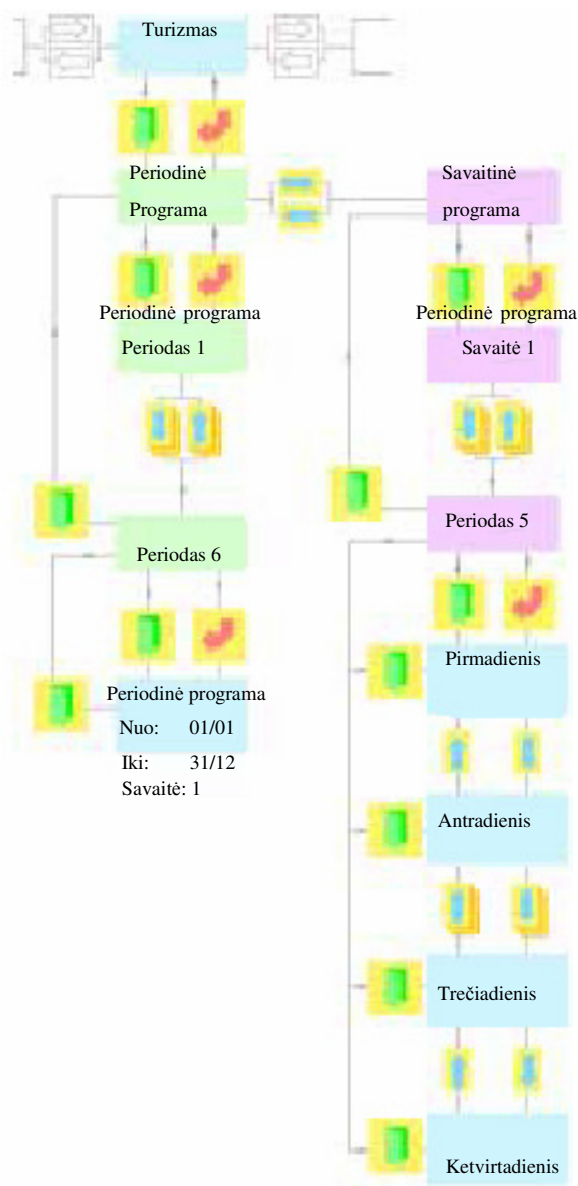 Turizmas
Periodinė
Programa
Periodinė programa
Periodas 1
Periodas 6
Periodinė programa
Nuo: 01/01
Iki: 31/12
Savaitė: 1
Savaitinė
programa
Periodinė programa
Savaitė 1
Periodas 5
Pirmadienis
Antradienis
Trečiadienis
Ketvirtadienis